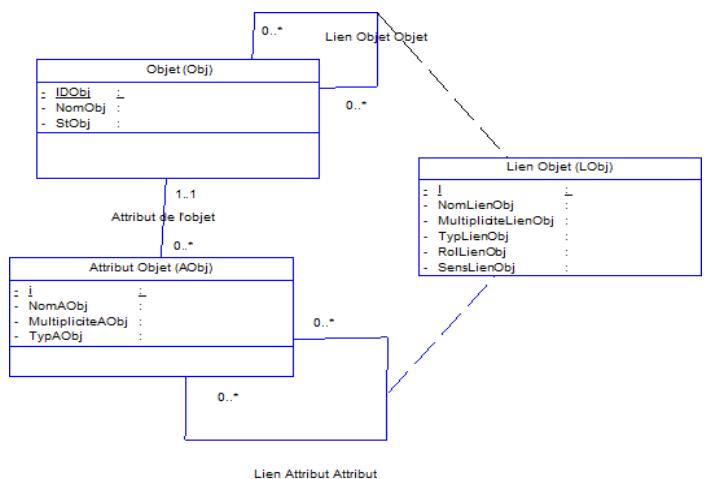 0..*
Lien Objet Objet
Objet (Obj)
- IDObj :
- NomObj :
- StObj :
0..*
Lien Objet (LObj)
- I :
- NomLienObj :
- MultipliciteLienObj :
- TypLienObj :
- RolLienObj :
- SensLienObj :
1..1
Attribut de l'objet
0..*
Attribut Objet (AObj)
- i :
- NomAObj :
- MultipliciteAObj :
- TypAObj :
0..*
0..*
Lien Attribut Attribut